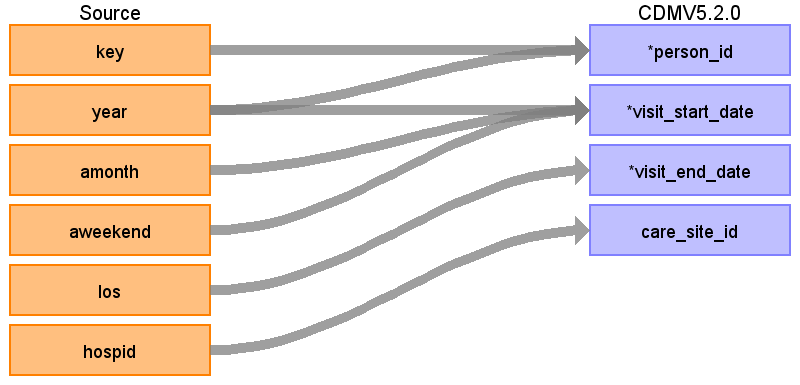 Source
CDMV5.2.0
key
*person_id
year
*visit_start_date
amonth
*visit_end_date
aweekend
care_site_id
los
hospid